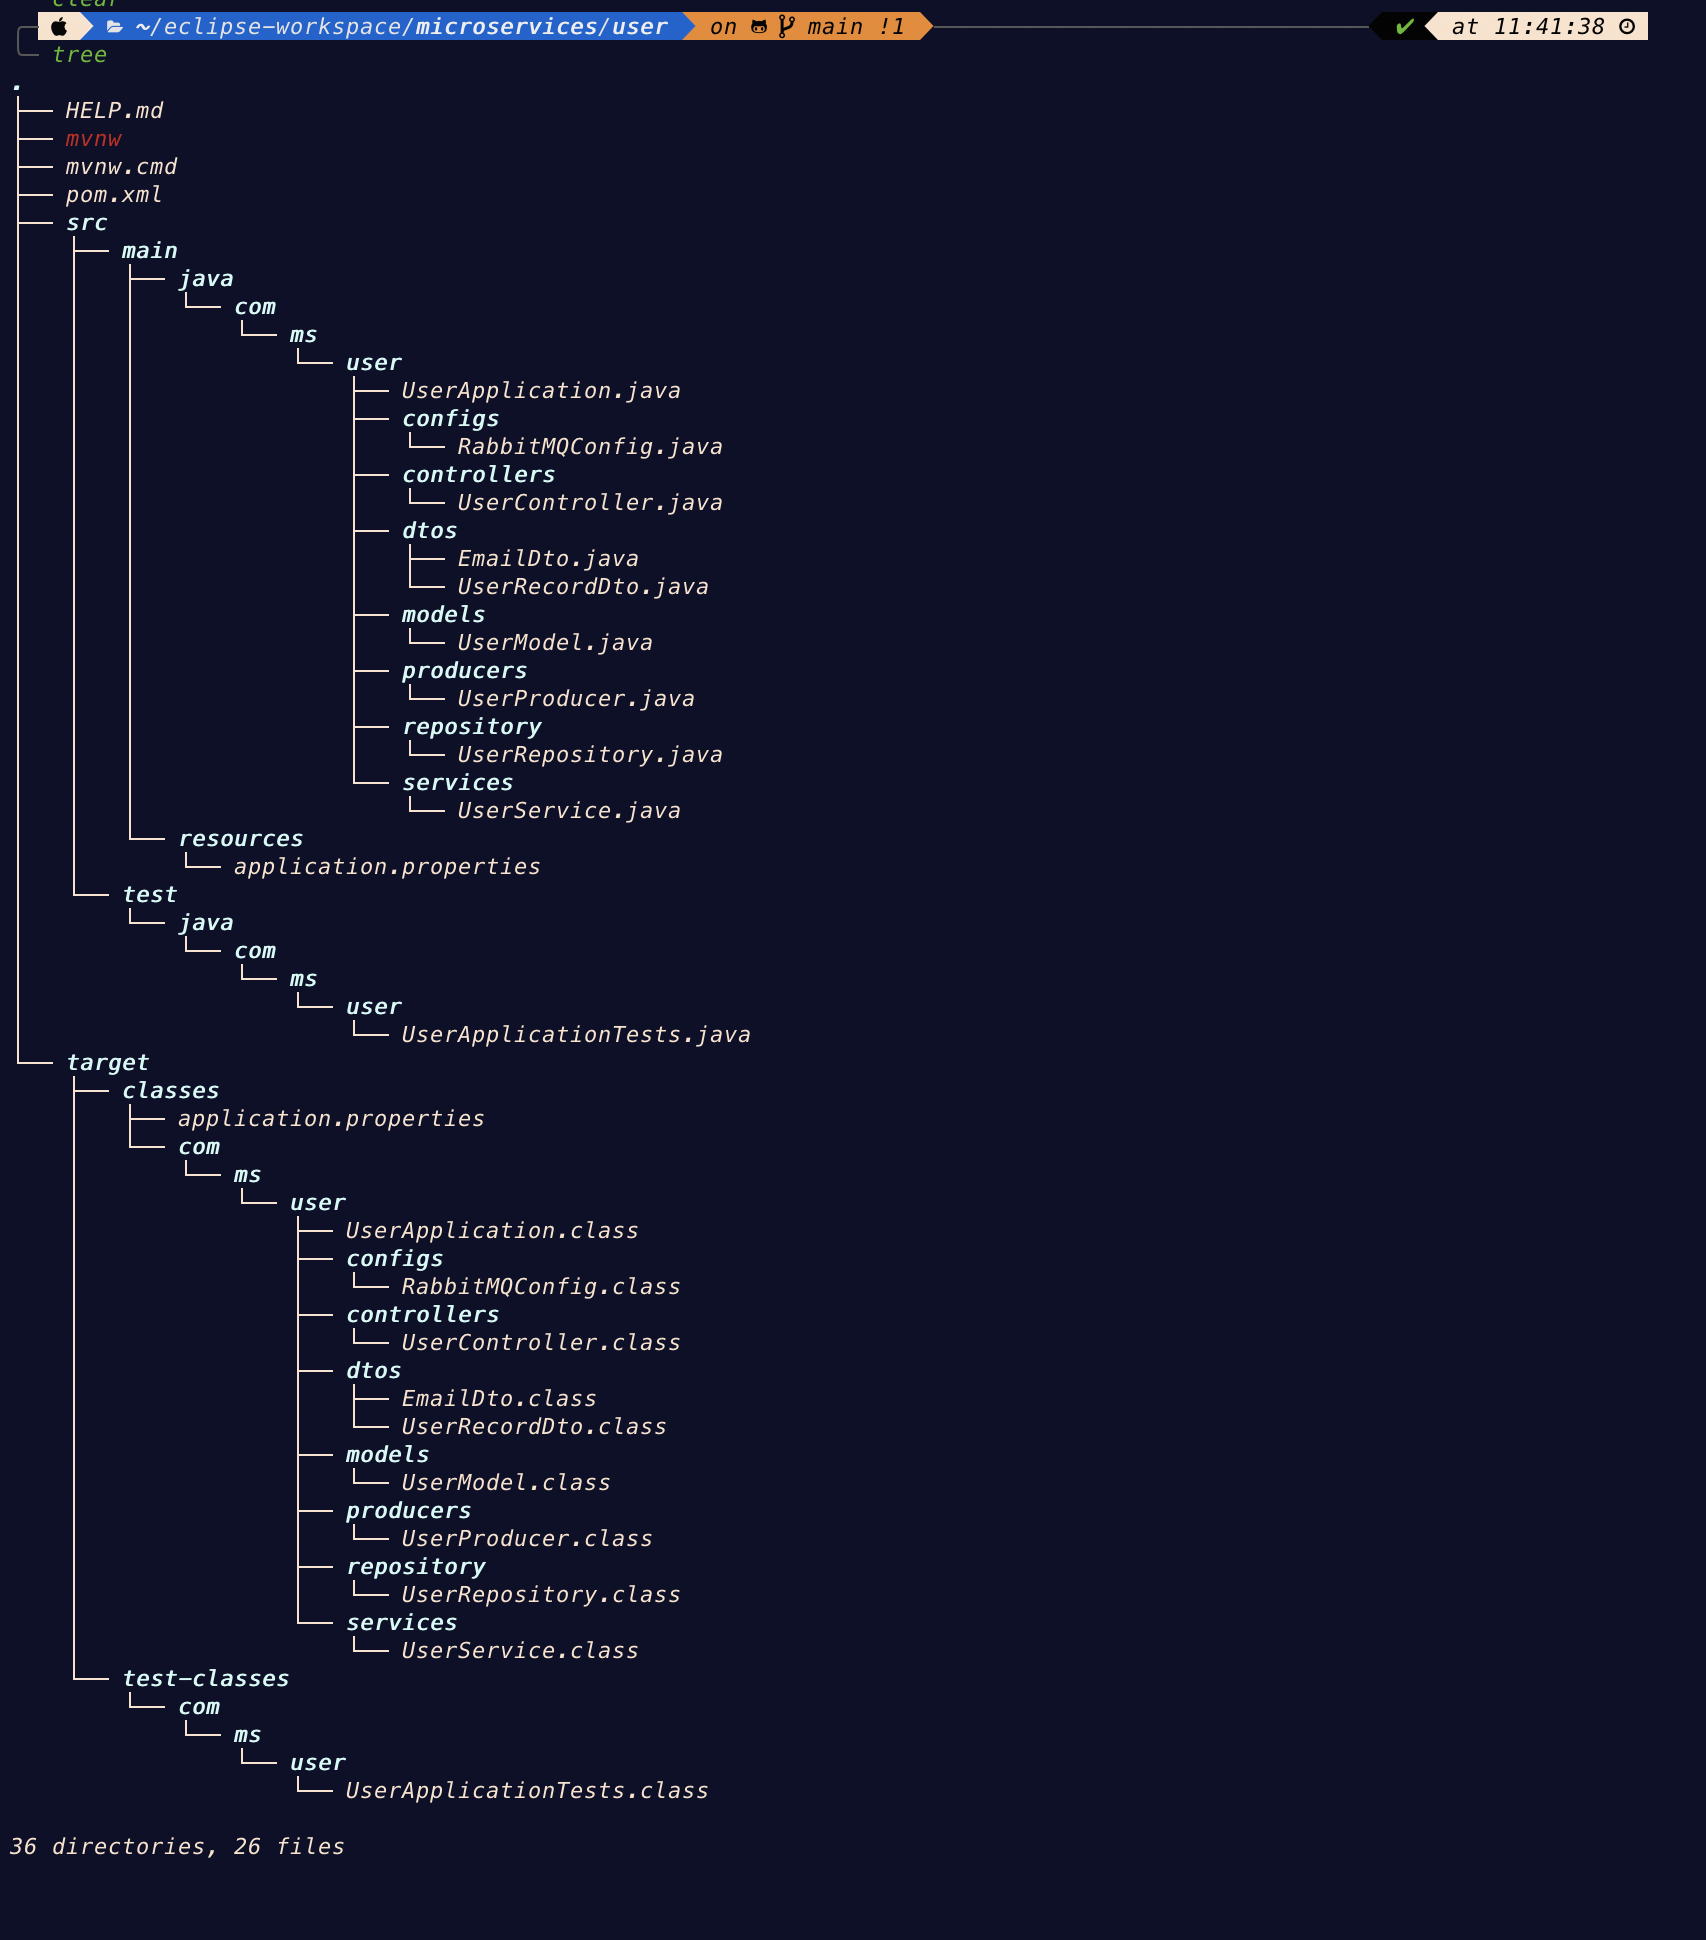 clear
~/eclipse-workspace/microservices/user on main !1 ✔ at 11:41:38
tree
.
├── HELP.md
├── mvnw
├── mvnw.cmd
├── pom.xml
├── src
│   ├── main
│   │   ├── java
│   │   │   └── com
│   │   │       └── ms
│   │   │           └── user
│   │   │               ├── UserApplication.java
│   │   │               ├── configs
│   │   │               │   └── RabbitMQConfig.java
│   │   │               ├── controllers
│   │   │               │   └── UserController.java
│   │   │               ├── dtos
│   │   │               │   ├── EmailDto.java
│   │   │               │   └── UserRecordDto.java
│   │   │               ├── models
│   │   │               │   └── UserModel.java
│   │   │               ├── producers
│   │   │               │   └── UserProducer.java
│   │   │               ├── repository
│   │   │               │   └── UserRepository.java
│   │   │               └── services
│   │   │                   └── UserService.java
│   │   └── resources
│   │       └── application.properties
│   └── test
│       └── java
│           └── com
│               └── ms
│                   └── user
│                       └── UserApplicationTests.java
└── target
    ├── classes
    │   ├── application.properties
    │   └── com
    │       └── ms
    │           └── user
    │               ├── UserApplication.class
    │               ├── configs
    │               │   └── RabbitMQConfig.class
    │               ├── controllers
    │               │   └── UserController.class
    │               ├── dtos
    │               │   ├── EmailDto.class
    │               │   └── UserRecordDto.class
    │               ├── models
    │               │   └── UserModel.class
    │               ├── producers
    │               │   └── UserProducer.class
    │               ├── repository
    │               │   └── UserRepository.class
    │               └── services
    │                   └── UserService.class
    └── test-classes
        └── com
            └── ms
                └── user
                    └── UserApplicationTests.class
36 directories, 26 files